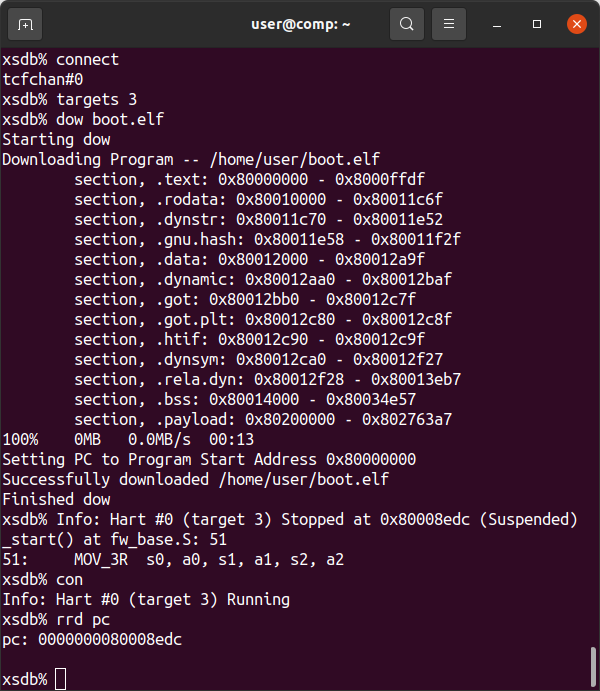 user@comp: ~
xsdb% connect
tcfchan#0
xsdb% targets 3
xsdb% dow boot.elf
Starting dow
Downloading Program -- /home/user/boot.elf
        section, .text: 0x80000000 - 0x8000ffdf
        section, .rodata: 0x80010000 - 0x80011c6f
        section, .dynstr: 0x80011c70 - 0x80011e52
        section, .gnu.hash: 0x80011e58 - 0x80011f2f
        section, .data: 0x80012000 - 0x80012a9f
        section, .dynamic: 0x80012aa0 - 0x80012baf
        section, .got: 0x80012bb0 - 0x80012c7f
        section, .got.plt: 0x80012c80 - 0x80012c8f
        section, .htif: 0x80012c90 - 0x80012c9f
        section, .dynsym: 0x80012ca0 - 0x80012f27
        section, .rela.dyn: 0x80012f28 - 0x80013eb7
        section, .bss: 0x80014000 - 0x80034e57
        section, .payload: 0x80200000 - 0x802763a7
100%    0MB   0.0MB/s  00:13
Setting PC to Program Start Address 0x80000000
Successfully downloaded /home/user/boot.elf
Finished dow
xsdb% Info: Hart #0 (target 3) Stopped at 0x80008edc (Suspended)
_start() at fw_base.S: 51
51:     MOV_3R  s0, a0, s1, a1, s2, a2
xsdb% con
Info: Hart #0 (target 3) Running
xsdb% rrd pc
pc: 0000000080008edc
xsdb%